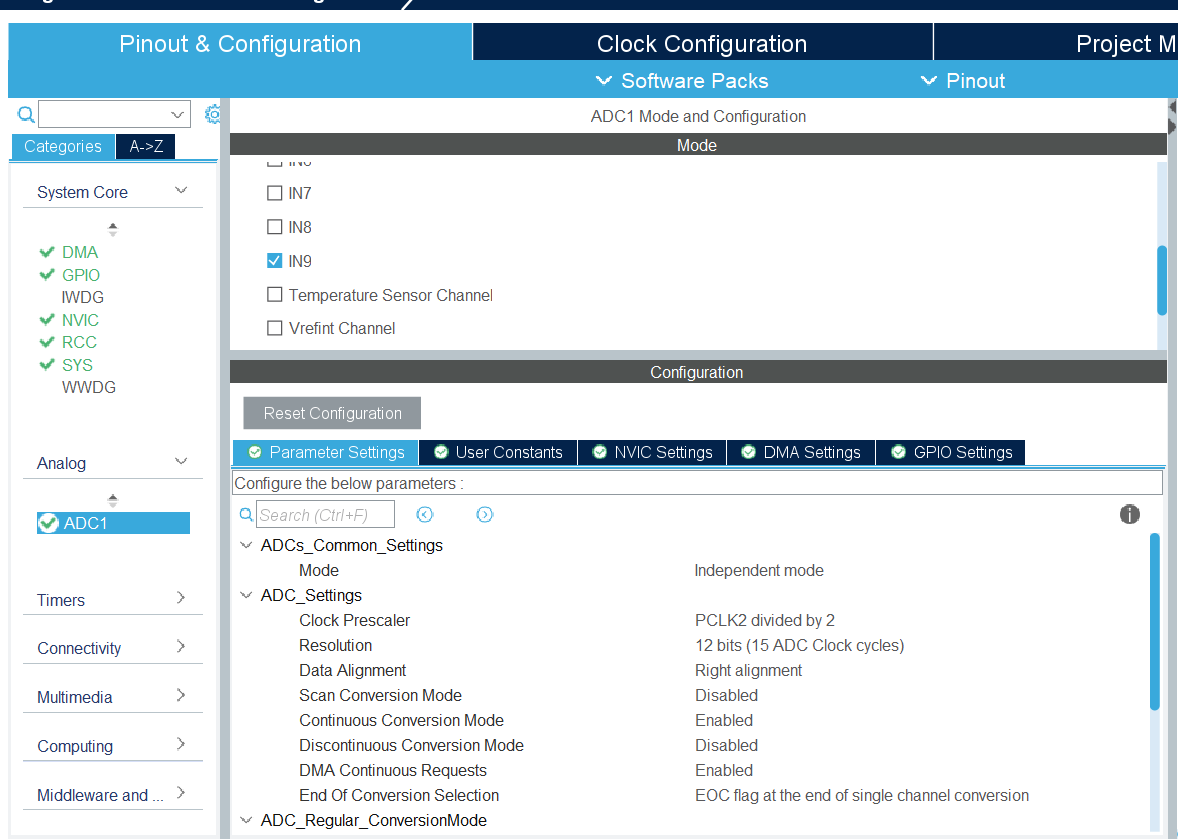 Pinout & Configuration
Clock Configuration
Project M
Software Packs
Pinout
Categories
A->Z
System Core
DMA
GPIO
IWDG
NVIC
RCC
SYS
WWDG
Analog
ADC1
Timers
Connectivity
Multimedia
Computing
Middleware and ...
ADC1 Mode and Configuration
Mode
IN7
IN8
IN9
Temperature Sensor Channel
Vrefint Channel
Configuration
Reset Configuration
Parameter Settings
User Constants
NVIC Settings
DMA Settings
GPIO Settings
Configure the below parameters :
Search (Ctrl+F)
ADCs_Common_Settings
Mode Independent mode
ADC_Settings
Clock Prescaler PCLK2 divided by 2
Resolution 12 bits (15 ADC Clock cycles)
Data Alignment Right alignment
Scan Conversion Mode Disabled
Continuous Conversion Mode Enabled
Discontinuous Conversion Mode Disabled
DMA Continuous Requests Enabled
End Of Conversion Selection EOC flag at the end of single channel conversion
ADC_Regular_ConversionMode